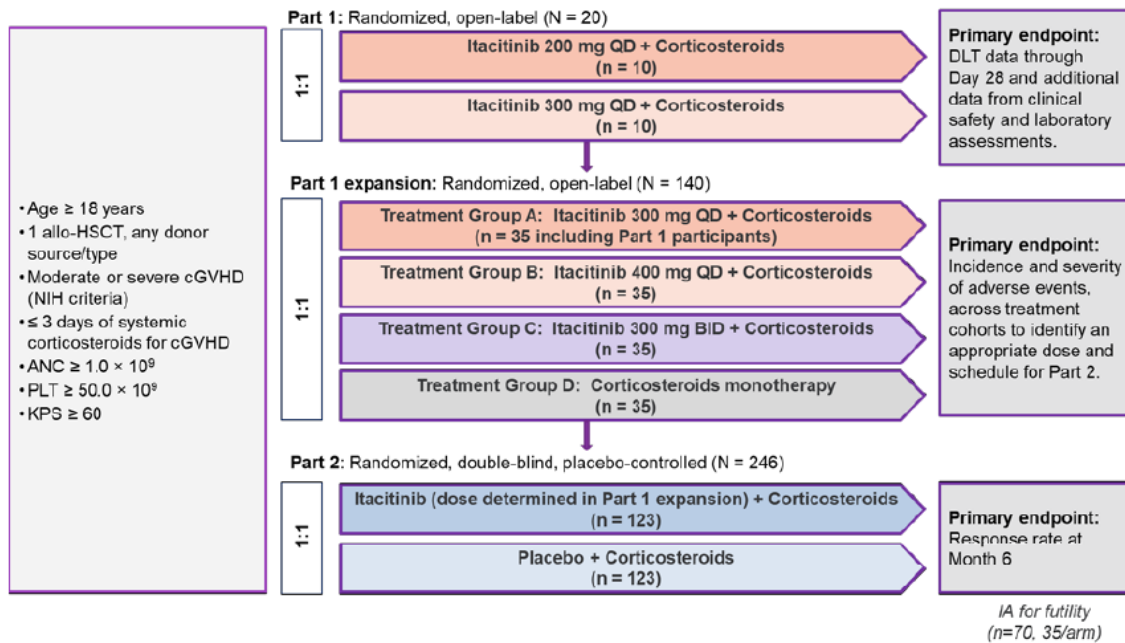 Part 1: Randomized, open-label (N = 20)
1:1
Itacitinib 200 mg QD + Corticosteroids
(n = 10)
Itacitinib 300 mg QD + Corticosteroids
(n = 10)
Primary endpoint:
DLT data through
Day 28 and additional
data from clinical
safety and laboratory
assessments.
• Age ≥ 18 years
• 1 allo-HSCT, any donor
source/type
• Moderate or severe cGVHD
(NIH criteria)
• ≤ 3 days of systemic
corticosteroids for cGVHD
• ANC ≥ 1.0 × 10⁹
• PLT ≥ 50.0 × 10⁹
• KPS ≥ 60
Part 1 expansion: Randomized, open-label (N = 140)
1:1
Treatment Group A: Itacitinib 300 mg QD + Corticosteroids
(n = 35 including Part 1 participants)
Treatment Group B: Itacitinib 400 mg QD + Corticosteroids
(n = 35)
Treatment Group C: Itacitinib 300 mg BID + Corticosteroids
(n = 35)
Treatment Group D: Corticosteroids monotherapy
(n = 35)
Primary endpoint:
Incidence and severity
of adverse events,
across treatment
cohorts to identify an
appropriate dose and
schedule for Part 2.
Part 2: Randomized, double-blind, placebo-controlled (N = 246)
1:1
Itacitinib (dose determined in Part 1 expansion) + Corticosteroids
(n = 123)
Placebo + Corticosteroids
(n = 123)
Primary endpoint:
Response rate at
Month 6
IA for futility
(n=70, 35/arm)